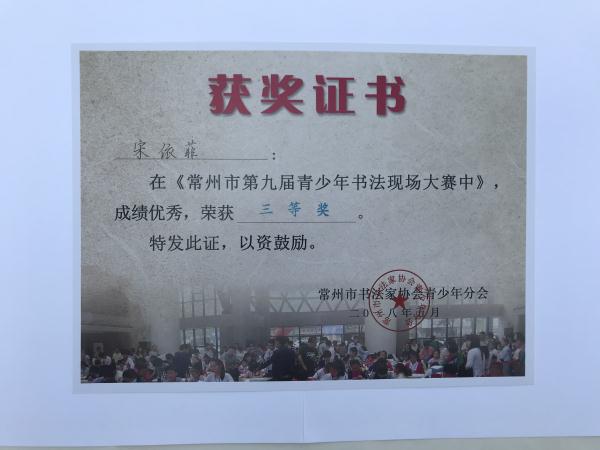 获奖证书
宋依菲：
在《常州市第九届青少年书法现场大赛中》，
成绩优秀，荣获 三等奖 。
特发此证，以资鼓励。
常州市书法家协会青少年分会
二〇一八年五月